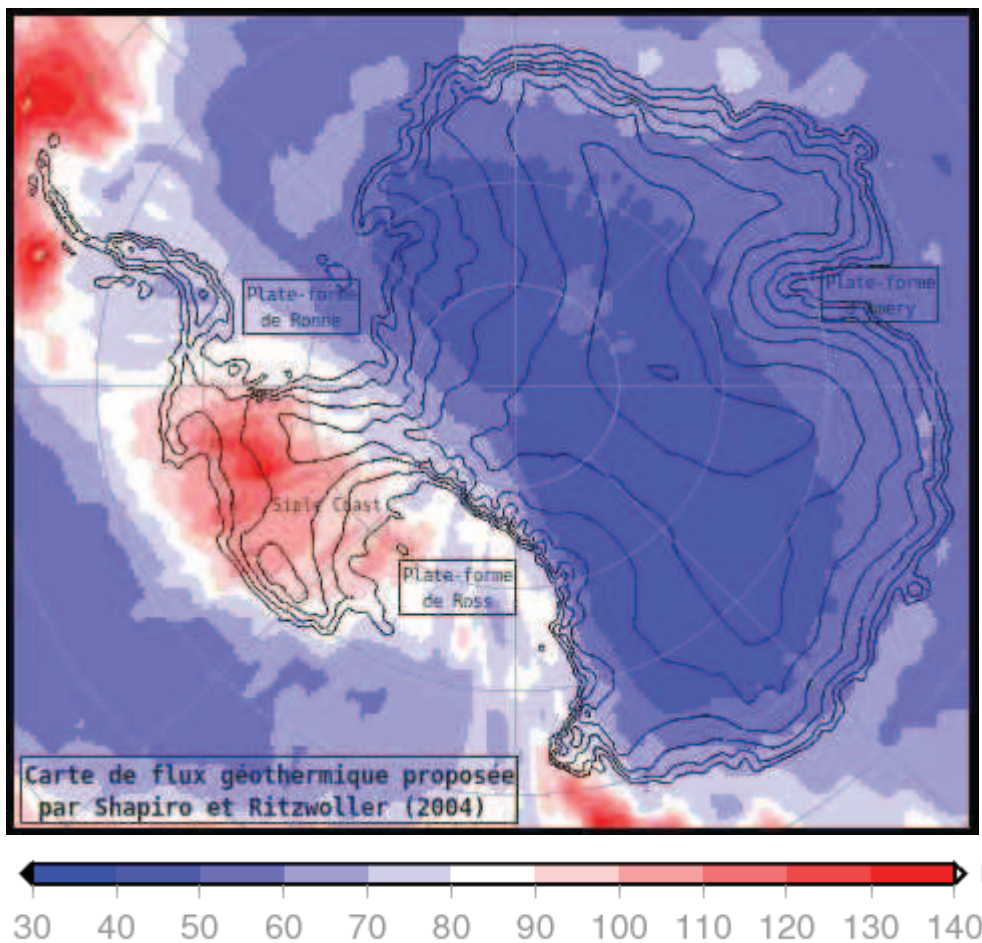 Plate-forme
de Ronne
Plate-forme
d'Amery
Siple Coast
Plate-forme
de Ross
Carte de flux géothermique proposée
par Shapiro et Ritzwoller (2004)
30 40 50 60 70 80 90 100 110 120 130 140